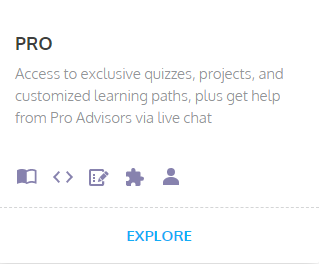 PRO
Access to exclusive quizzes, projects, and
customized learning paths, plus get help
from Pro Advisors via live chat
EXPLORE